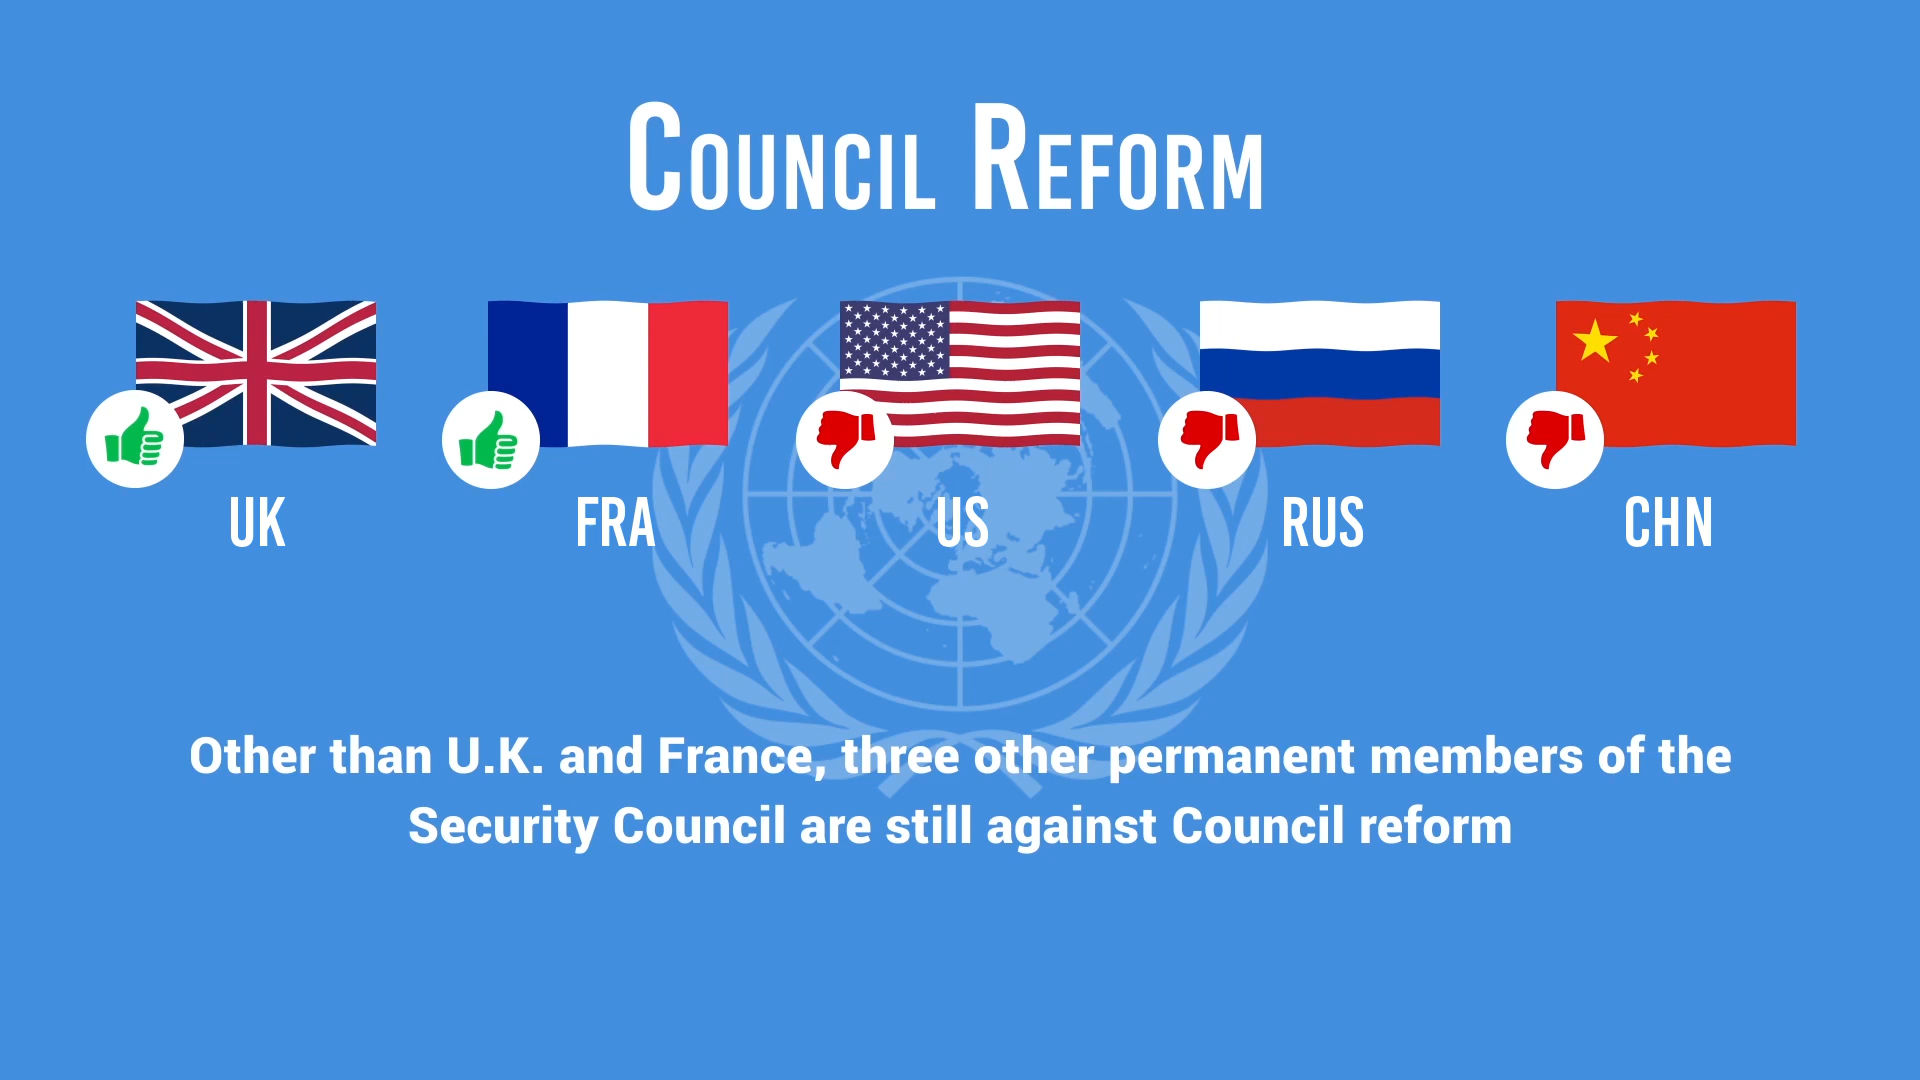 Council Reform
UK
FRA
US
RUS
CHN
Other than U.K. and France, three other permanent members of the
Security Council are still against Council reform